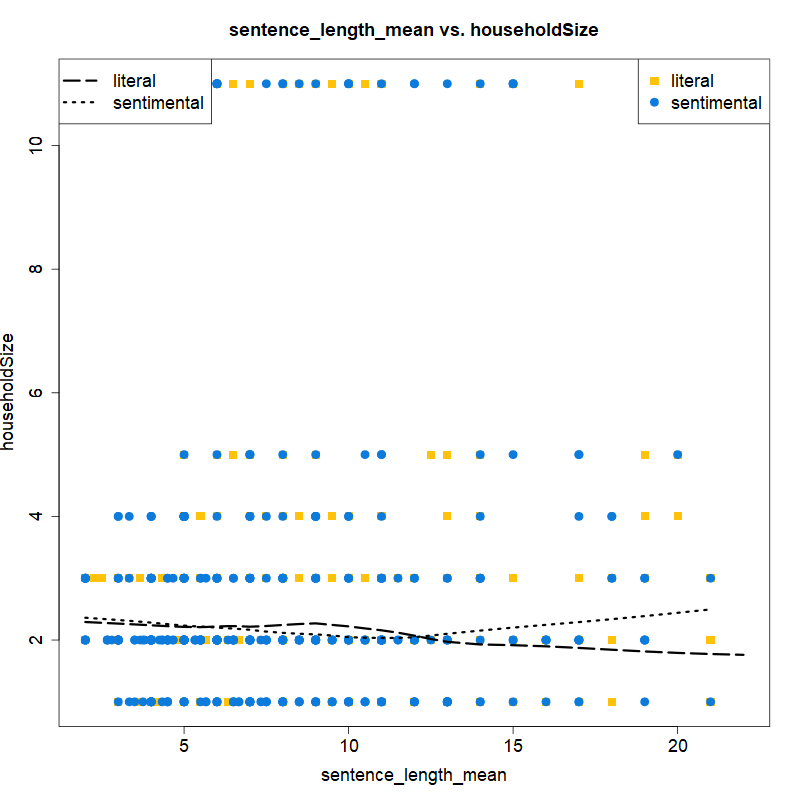 sentence_length_mean vs. householdSize
literal
sentimental
literal
sentimental
householdSize
10
8
6
4
2
5
10
15
20
sentence_length_mean